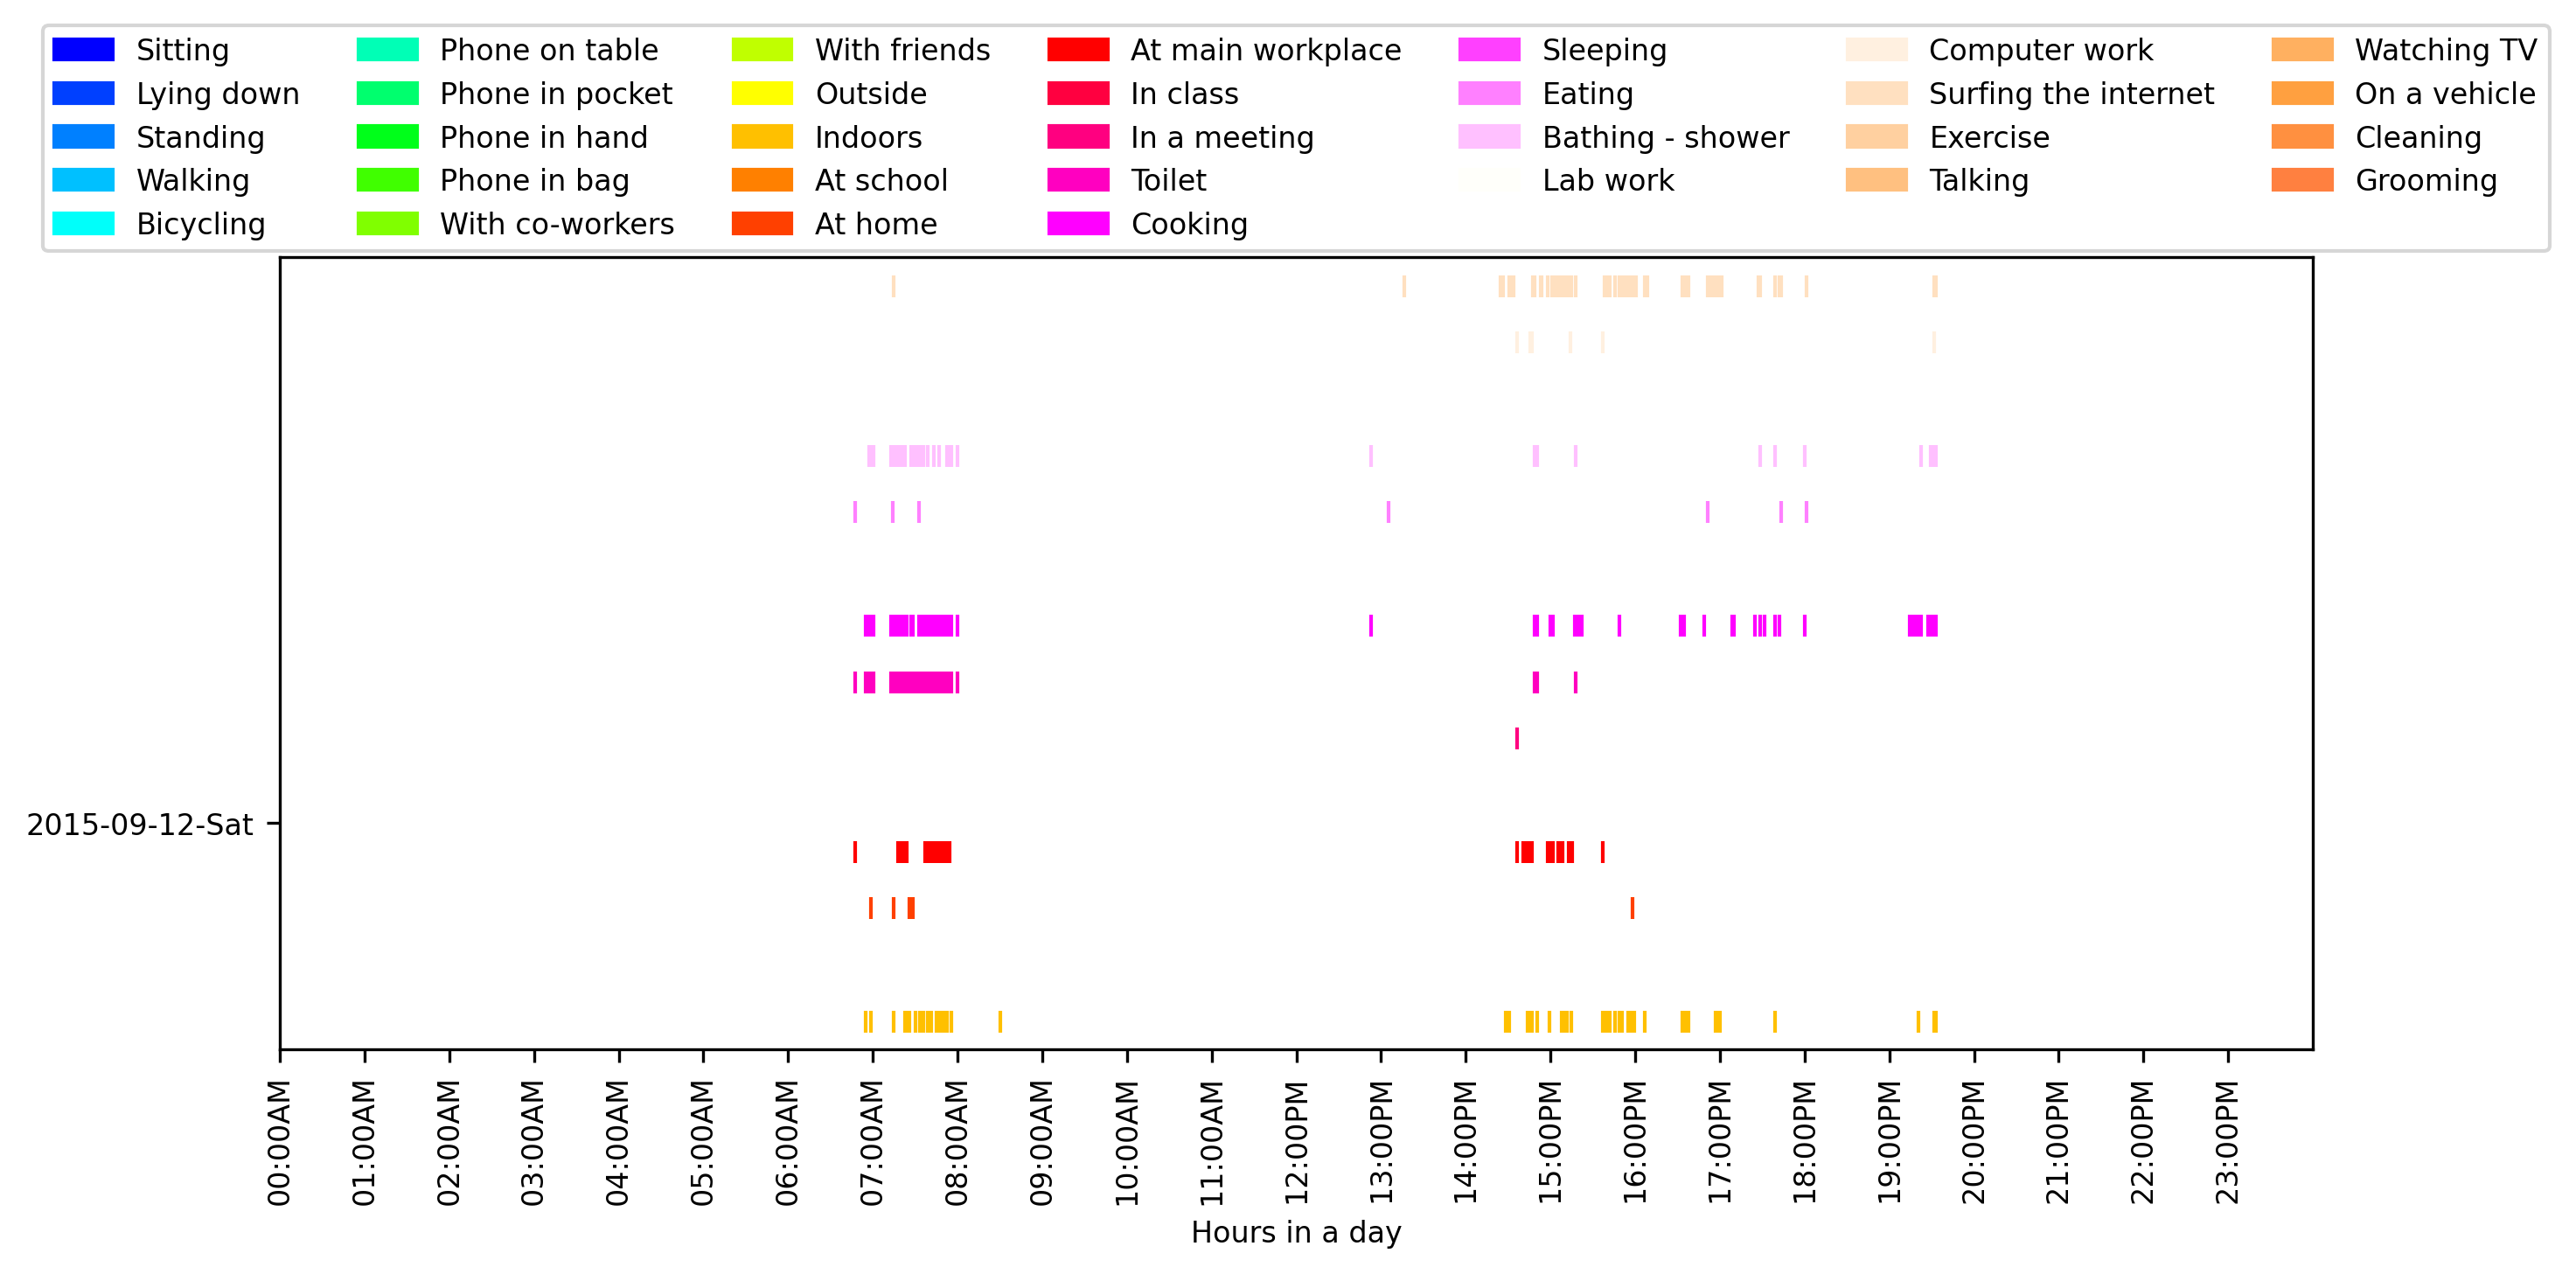 Sitting
Lying down
Standing
Walking
Bicycling
Phone on table
Phone in pocket
Phone in hand
Phone in bag
With co-workers
With friends
Outside
Indoors
At school
At home
At main workplace
In class
In a meeting
Toilet
Cooking
Sleeping
Eating
Bathing - shower
Lab work
Computer work
Surfing the internet
Exercise
Talking
Watching TV
On a vehicle
Cleaning
Grooming
2015-09-12-Sat
00:00AM
01:00AM
02:00AM
03:00AM
04:00AM
05:00AM
06:00AM
07:00AM
08:00AM
09:00AM
10:00AM
11:00AM
12:00PM
13:00PM
14:00PM
15:00PM
16:00PM
17:00PM
18:00PM
19:00PM
20:00PM
21:00PM
22:00PM
23:00PM
Hours in a day